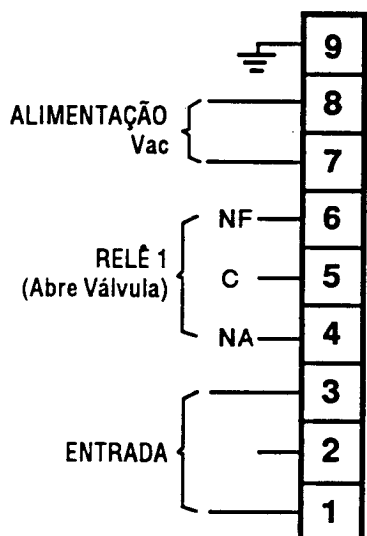 9
ALIMENTAÇÃO
Vac
8
7
RELÊ 1
(Abre Válvula)
NF 6
C 5
NA 4
ENTRADA
3
2
1